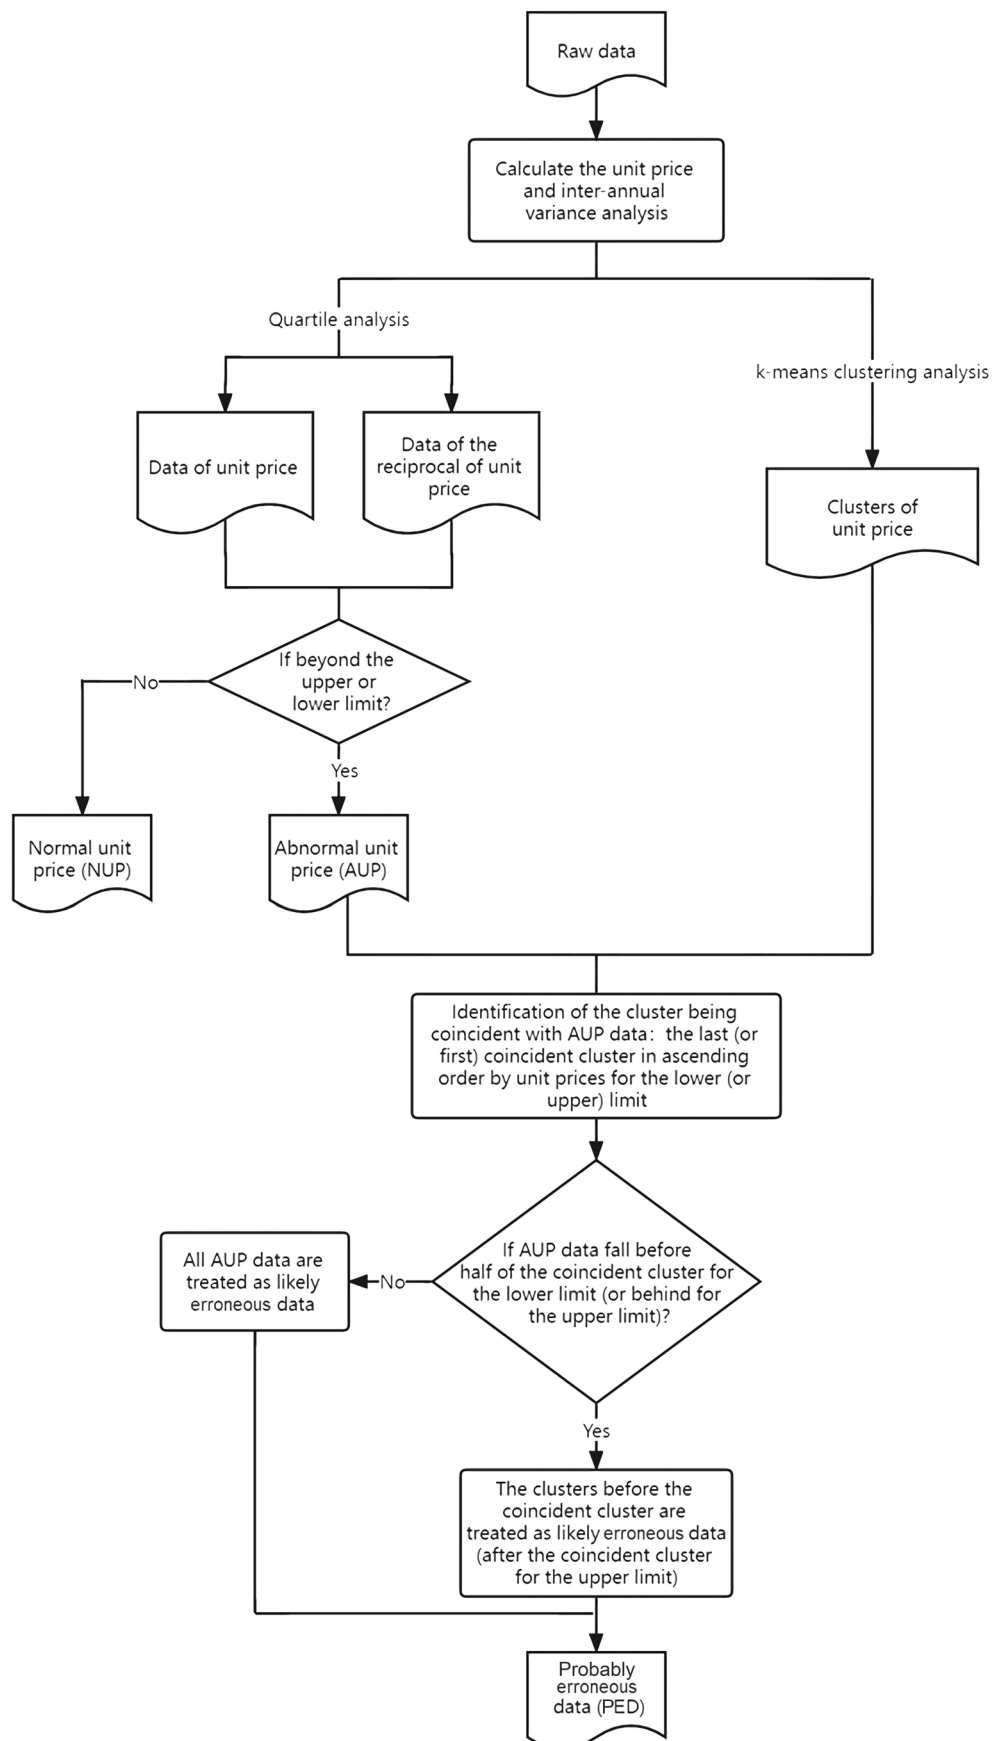 Raw data
Calculate the unit price
and inter-annual
variance analysis
Quartile analysis
k-means clustering analysis
Data of unit price
Data of the
reciprocal of unit
price
Clusters of
unit price
If beyond the
upper or
lower limit?
No
Yes
Normal unit
price (NUP)
Abnormal unit
price (AUP)
Identification of the cluster being
coincident with AUP data: the last (or
first) coincident cluster in ascending
order by unit prices for the lower (or
upper) limit
If AUP data fall before
half of the coincident cluster for
the lower limit (or behind for
the upper limit)?
No
All AUP data are
treated as likely
erroneous data
Yes
The clusters before the
coincident cluster are
treated as likely erroneous data
(after the coincident cluster
for the upper limit)
Probably
erroneous
data (PED)